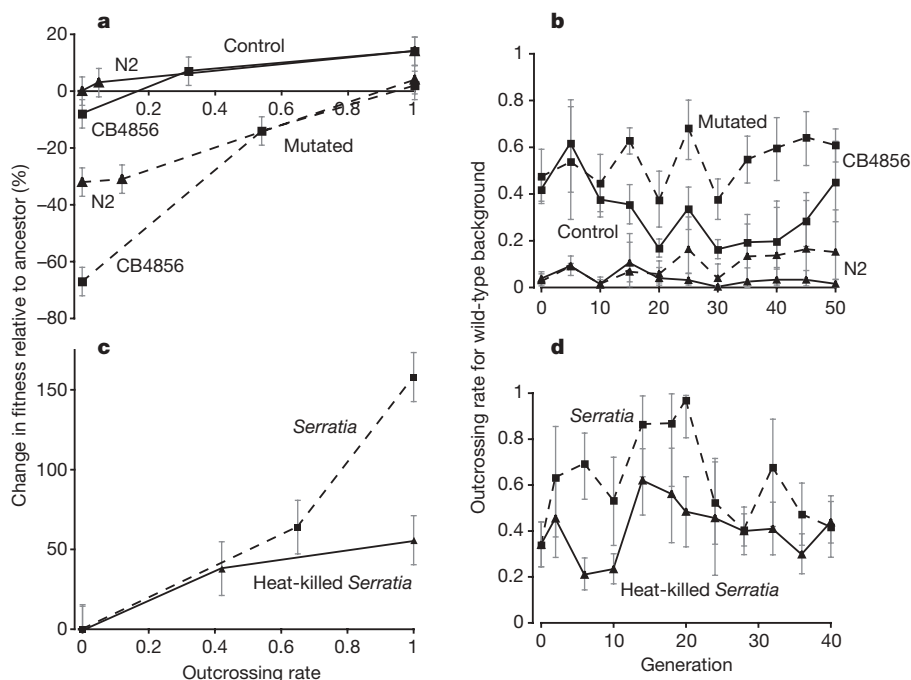 a
20
0
–20
–40
–60
–80
0.2
0.4
0.6
0.8
1
N2
Control
CB4856
Mutated
N2
CB4856
b
1
0.8
0.6
0.4
0.2
0
0
10
20
30
40
50
Mutated
CB4856
Control
N2
c
150
100
50
0
0
0.2
0.4
0.6
0.8
1
Serratia
Heat-killed Serratia
Outcrossing rate
Change in fitness relative to ancestor (%)
d
1
0.8
0.6
0.4
0.2
0
0
10
20
30
40
Serratia
Heat-killed Serratia
Generation
Outcrossing rate for wild-type background